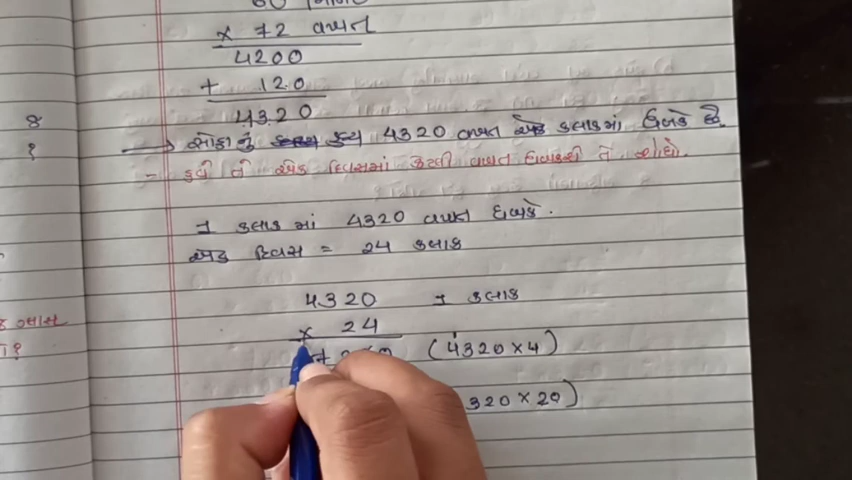 × 72 વખત
4200
+ 120
4320
→ સોફાનું હૃદય 4320 વખત એક કલાકમાં ધબકે છે.
- હવે તે એક દિવસમાં કેટલી વખત ધબકશે તે શોધો.
1 કલાકમાં 4320 વખત ધબકે.
એક દિવસ = 24 કલાક
4320 1 કલાક
× 24
(4320 × 4)
320 × 20)